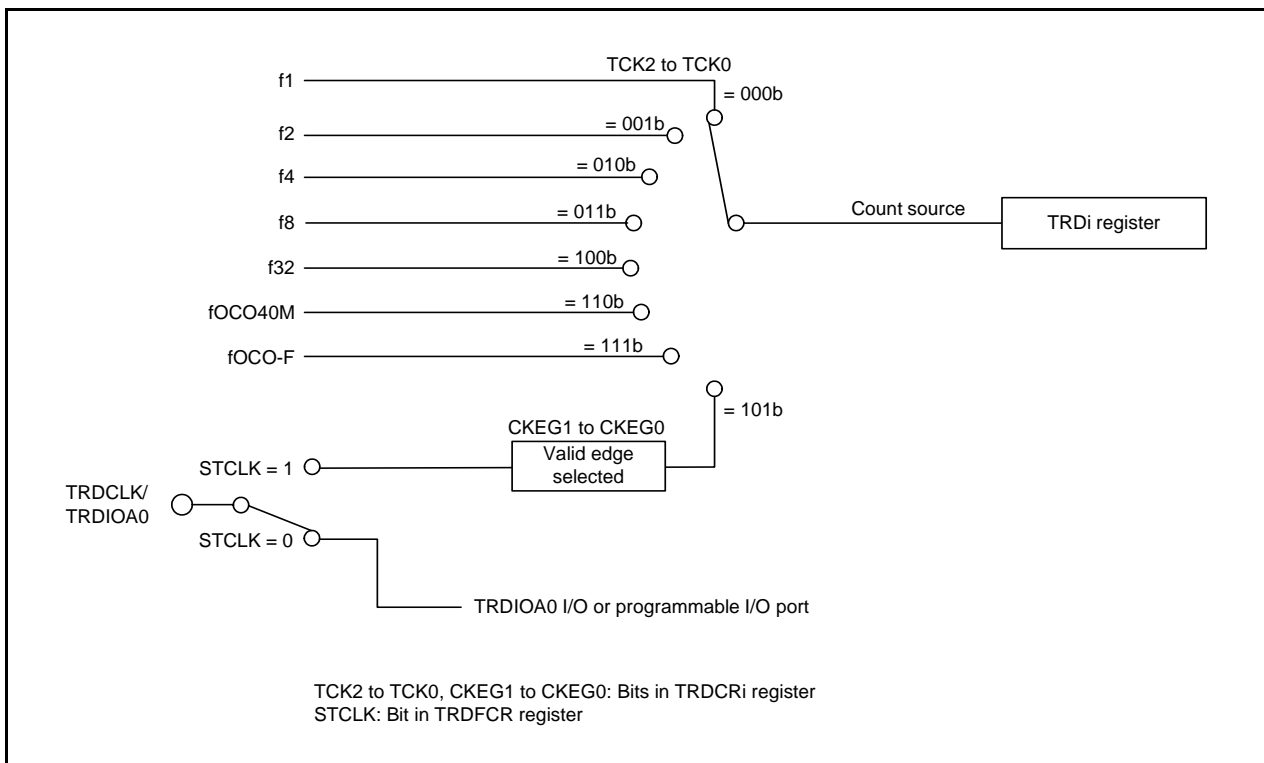 TCK2 to TCK0
f1
= 000b
f2
= 001b
f4
= 010b
f8
= 011b
Count source
TRDi register
f32
= 100b
fOCO40M
= 110b
fOCO-F
= 111b
= 101b
CKEG1 to CKEG0
Valid edge
selected
STCLK = 1
TRDCLK/
TRDIOA0
STCLK = 0
TRDIOA0 I/O or programmable I/O port
TCK2 to TCK0, CKEG1 to CKEG0: Bits in TRDCRi register
STCLK: Bit in TRDFCR register